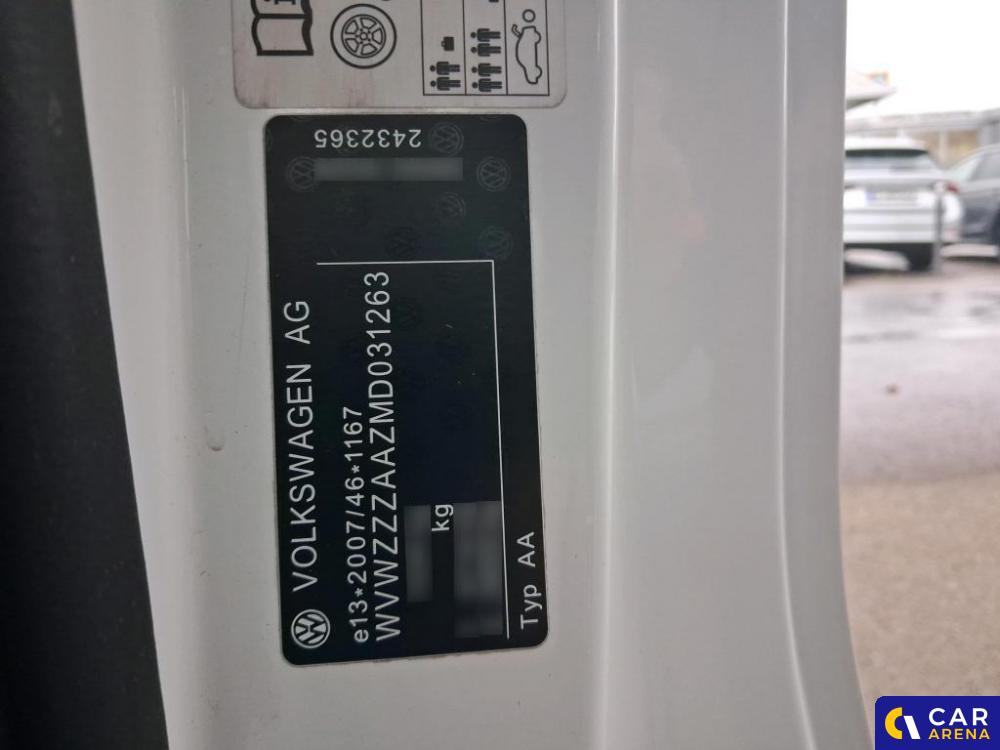 VOLKSWAGEN AG
e13*2007/46*1167
WVWZZZAAZMD031263
kg
Typ AA
2432365
CAR
ARENA